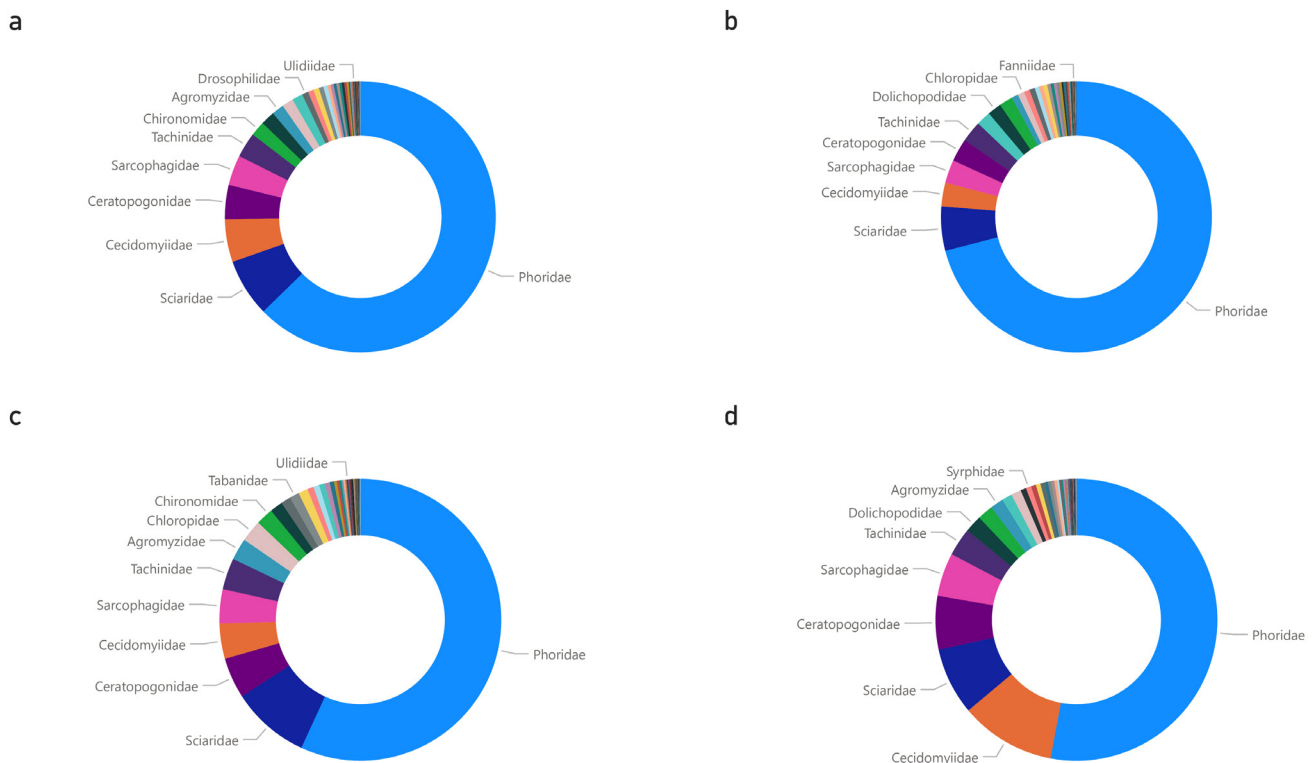 a
Ulidiidae
Drosophilidae
Agromyzidae
Chironomidae
Tachinidae
Sarcophagidae
Ceratopogonidae
Cecidomyiidae
Sciaridae
Phoridae
b
Fanniidae
Chloropidae
Dolichopodidae
Tachinidae
Ceratopogonidae
Sarcophagidae
Cecidomyiidae
Sciaridae
Phoridae
c
Ulidiidae
Tabanidae
Chironomidae
Chloropidae
Agromyzidae
Tachinidae
Sarcophagidae
Cecidomyiidae
Ceratopogonidae
Sciaridae
Phoridae
d
Syrphidae
Agromyzidae
Dolichopodidae
Tachinidae
Sarcophagidae
Ceratopogonidae
Sciaridae
Cecidomyiidae
Phoridae